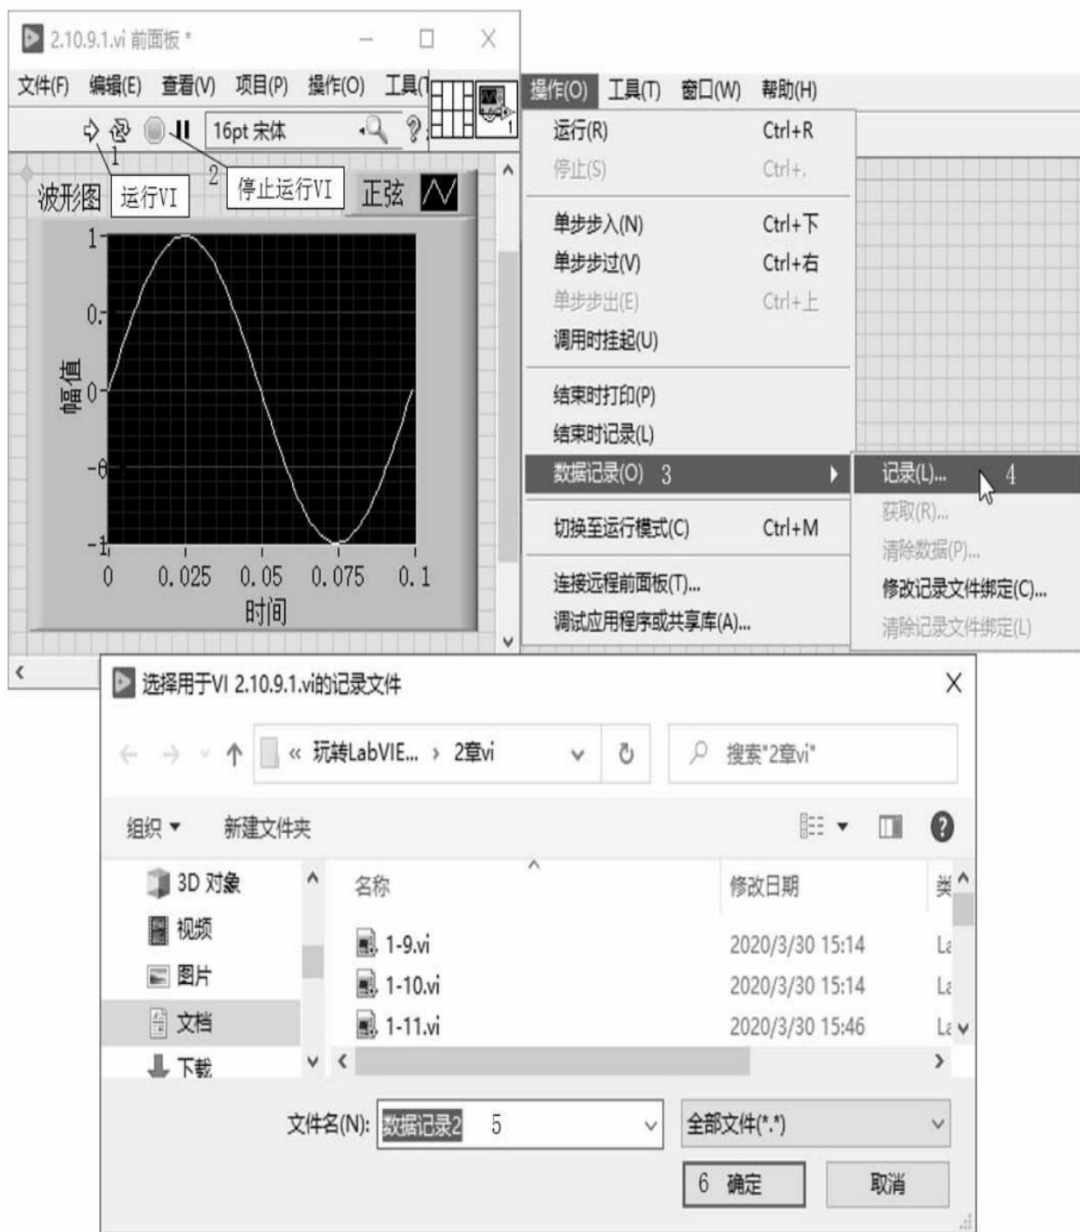 2.10.9.1.vi 前面板 *
文件(F) 编辑(E) 查看(V) 项目(P) 操作(O) 工具(T
1
16pt 宋体
?
1
2
运行VI
停止运行VI
波形图
正弦
幅值
1
0.
0
-0
-1
0 0.025 0.05 0.075 0.1
时间
操作(O) 工具(T) 窗口(W) 帮助(H)
运行(R) Ctrl+R
停止(S) Ctrl+.
单步步入(N) Ctrl+下
单步步过(V) Ctrl+右
单步步出(E) Ctrl+上
调用时挂起(U)
结束时打印(P)
结束时记录(L)
数据记录(O) 3
切换至运行模式(C) Ctrl+M
连接远程前面板(T)...
调试应用程序或共享库(A)...
记录(L)... 4
获取(R)...
清除数据(P)...
修改记录文件绑定(C)...
清除记录文件绑定(L)
选择用于VI 2.10.9.1.vi的记录文件
« 玩转LabVIE... › 2章vi
搜索"2章vi"
组织 新建文件夹
?
3D 对象
视频
图片
文档
下载
名称 修改日期 类
1-9.vi 2020/3/30 15:14 La
1-10.vi 2020/3/30 15:14 La
1-11.vi 2020/3/30 15:46 La
文件名(N): 数据记录2 5 全部文件(*.*)
6 确定 取消